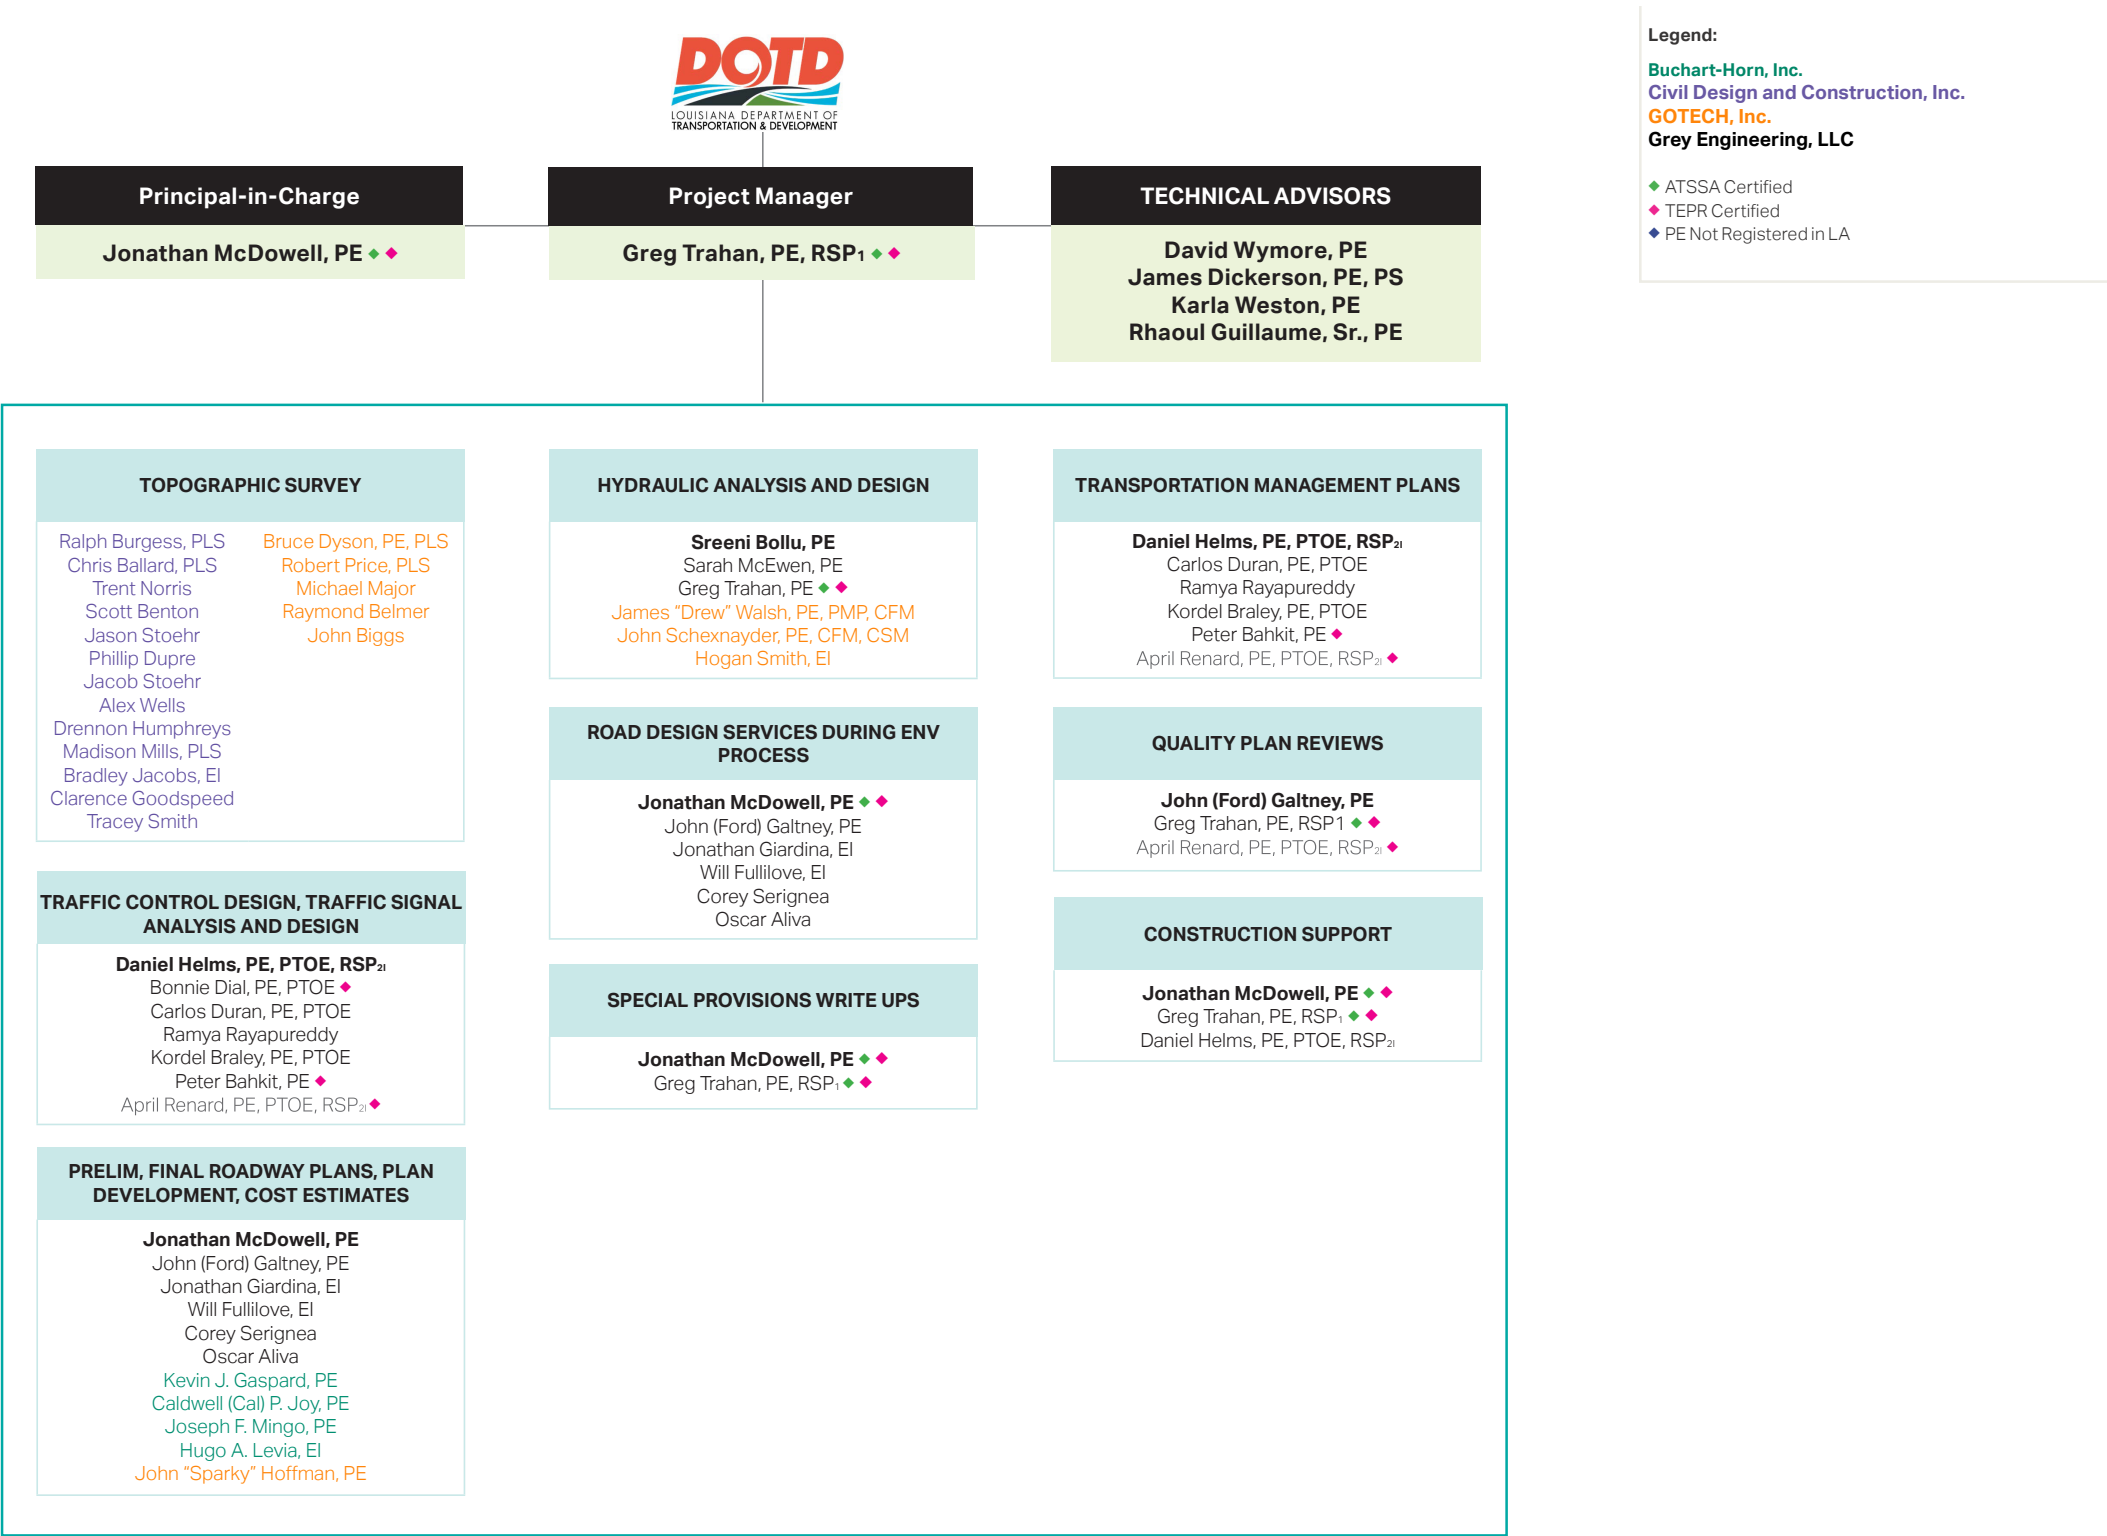 DOTD
LOUISIANA DEPARTMENT OF
TRANSPORTATION & DEVELOPMENT
Legend:
Buchart-Horn, Inc.
Civil Design and Construction, Inc.
GOTECH, Inc.
Grey Engineering, LLC
ATSSA Certified
TEPR Certified
PE Not Registered in LA
Principal-in-Charge
Jonathan McDowell, PE
Project Manager
Greg Trahan, PE, RSP1
TECHNICAL ADVISORS
David Wymore, PE
James Dickerson, PE, PS
Karla Weston, PE
Rhaoul Guillaume, Sr., PE
TOPOGRAPHIC SURVEY
Ralph Burgess, PLS
Chris Ballard, PLS
Trent Norris
Scott Benton
Jason Stoehr
Phillip Dupre
Jacob Stoehr
Alex Wells
Drennon Humphreys
Madison Mills, PLS
Bradley Jacobs, EI
Clarence Goodspeed
Tracey Smith
Bruce Dyson, PE, PLS
Robert Price, PLS
Michael Major
Raymond Belmer
John Biggs
TRAFFIC CONTROL DESIGN, TRAFFIC SIGNAL
ANALYSIS AND DESIGN
Daniel Helms, PE, PTOE, RSP2I
Bonnie Dial, PE, PTOE
Carlos Duran, PE, PTOE
Ramya Rayapureddy
Kordel Braley, PE, PTOE
Peter Bahkit, PE
April Renard, PE, PTOE, RSP2I
PRELIM, FINAL ROADWAY PLANS, PLAN
DEVELOPMENT, COST ESTIMATES
Jonathan McDowell, PE
John (Ford) Galtney, PE
Jonathan Giardina, EI
Will Fullilove, EI
Corey Serignea
Oscar Aliva
Kevin J. Gaspard, PE
Caldwell (Cal) P. Joy, PE
Joseph F. Mingo, PE
Hugo A. Levia, EI
John “Sparky” Hoffman, PE
HYDRAULIC ANALYSIS AND DESIGN
Sreeni Bollu, PE
Sarah McEwen, PE
Greg Trahan, PE
James “Drew” Walsh, PE, PMP, CFM
John Schexnayder, PE, CFM, CSM
Hogan Smith, EI
ROAD DESIGN SERVICES DURING ENV
PROCESS
Jonathan McDowell, PE
John (Ford) Galtney, PE
Jonathan Giardina, EI
Will Fullilove, EI
Corey Serignea
Oscar Aliva
SPECIAL PROVISIONS WRITE UPS
Jonathan McDowell, PE
Greg Trahan, PE, RSP1
TRANSPORTATION MANAGEMENT PLANS
Daniel Helms, PE, PTOE, RSP2I
Carlos Duran, PE, PTOE
Ramya Rayapureddy
Kordel Braley, PE, PTOE
Peter Bahkit, PE
April Renard, PE, PTOE, RSP2I
QUALITY PLAN REVIEWS
John (Ford) Galtney, PE
Greg Trahan, PE, RSP1
April Renard, PE, PTOE, RSP2I
CONSTRUCTION SUPPORT
Jonathan McDowell, PE
Greg Trahan, PE, RSP1
Daniel Helms, PE, PTOE, RSP2I